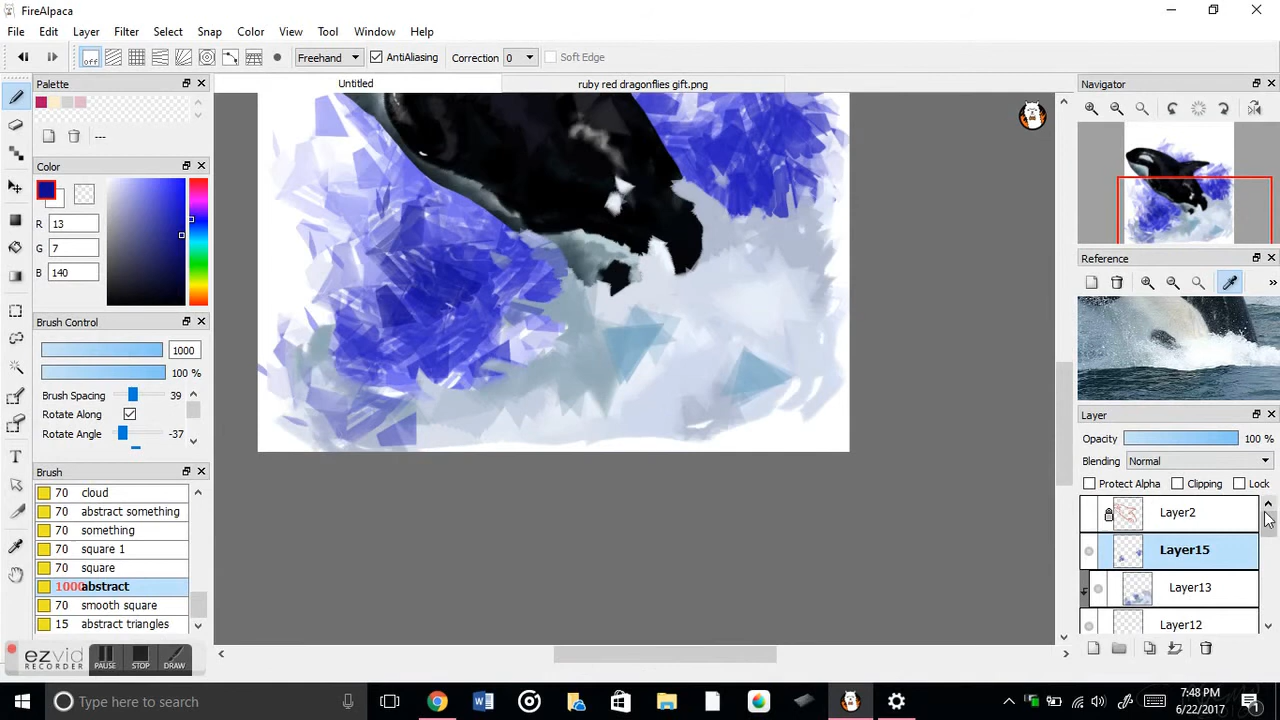 FireAlpaca
File Edit Layer Filter Select Snap Color View Tool Window Help
off Freehand AntiAliasing Correction 0 Soft Edge
Palette
Untitled
ruby red dragonflies gift.png
Navigator
---
Color
R 13
G 7
B 140
Reference
»
Brush Control
1000
100 %
Brush Spacing 39
Rotate Along
Rotate Angle -37
Layer
Opacity 100 %
Blending Normal
Protect Alpha Clipping Lock
Layer2
Layer15
Layer13
Layer12
Brush
70 cloud
70 abstract something
70 something
70 square 1
70 square
1000 abstract
70 smooth square
15 abstract triangles
ezvid
RECORDER
PAUSE STOP DRAW
Type here to search
7:48 PM
6/22/2017